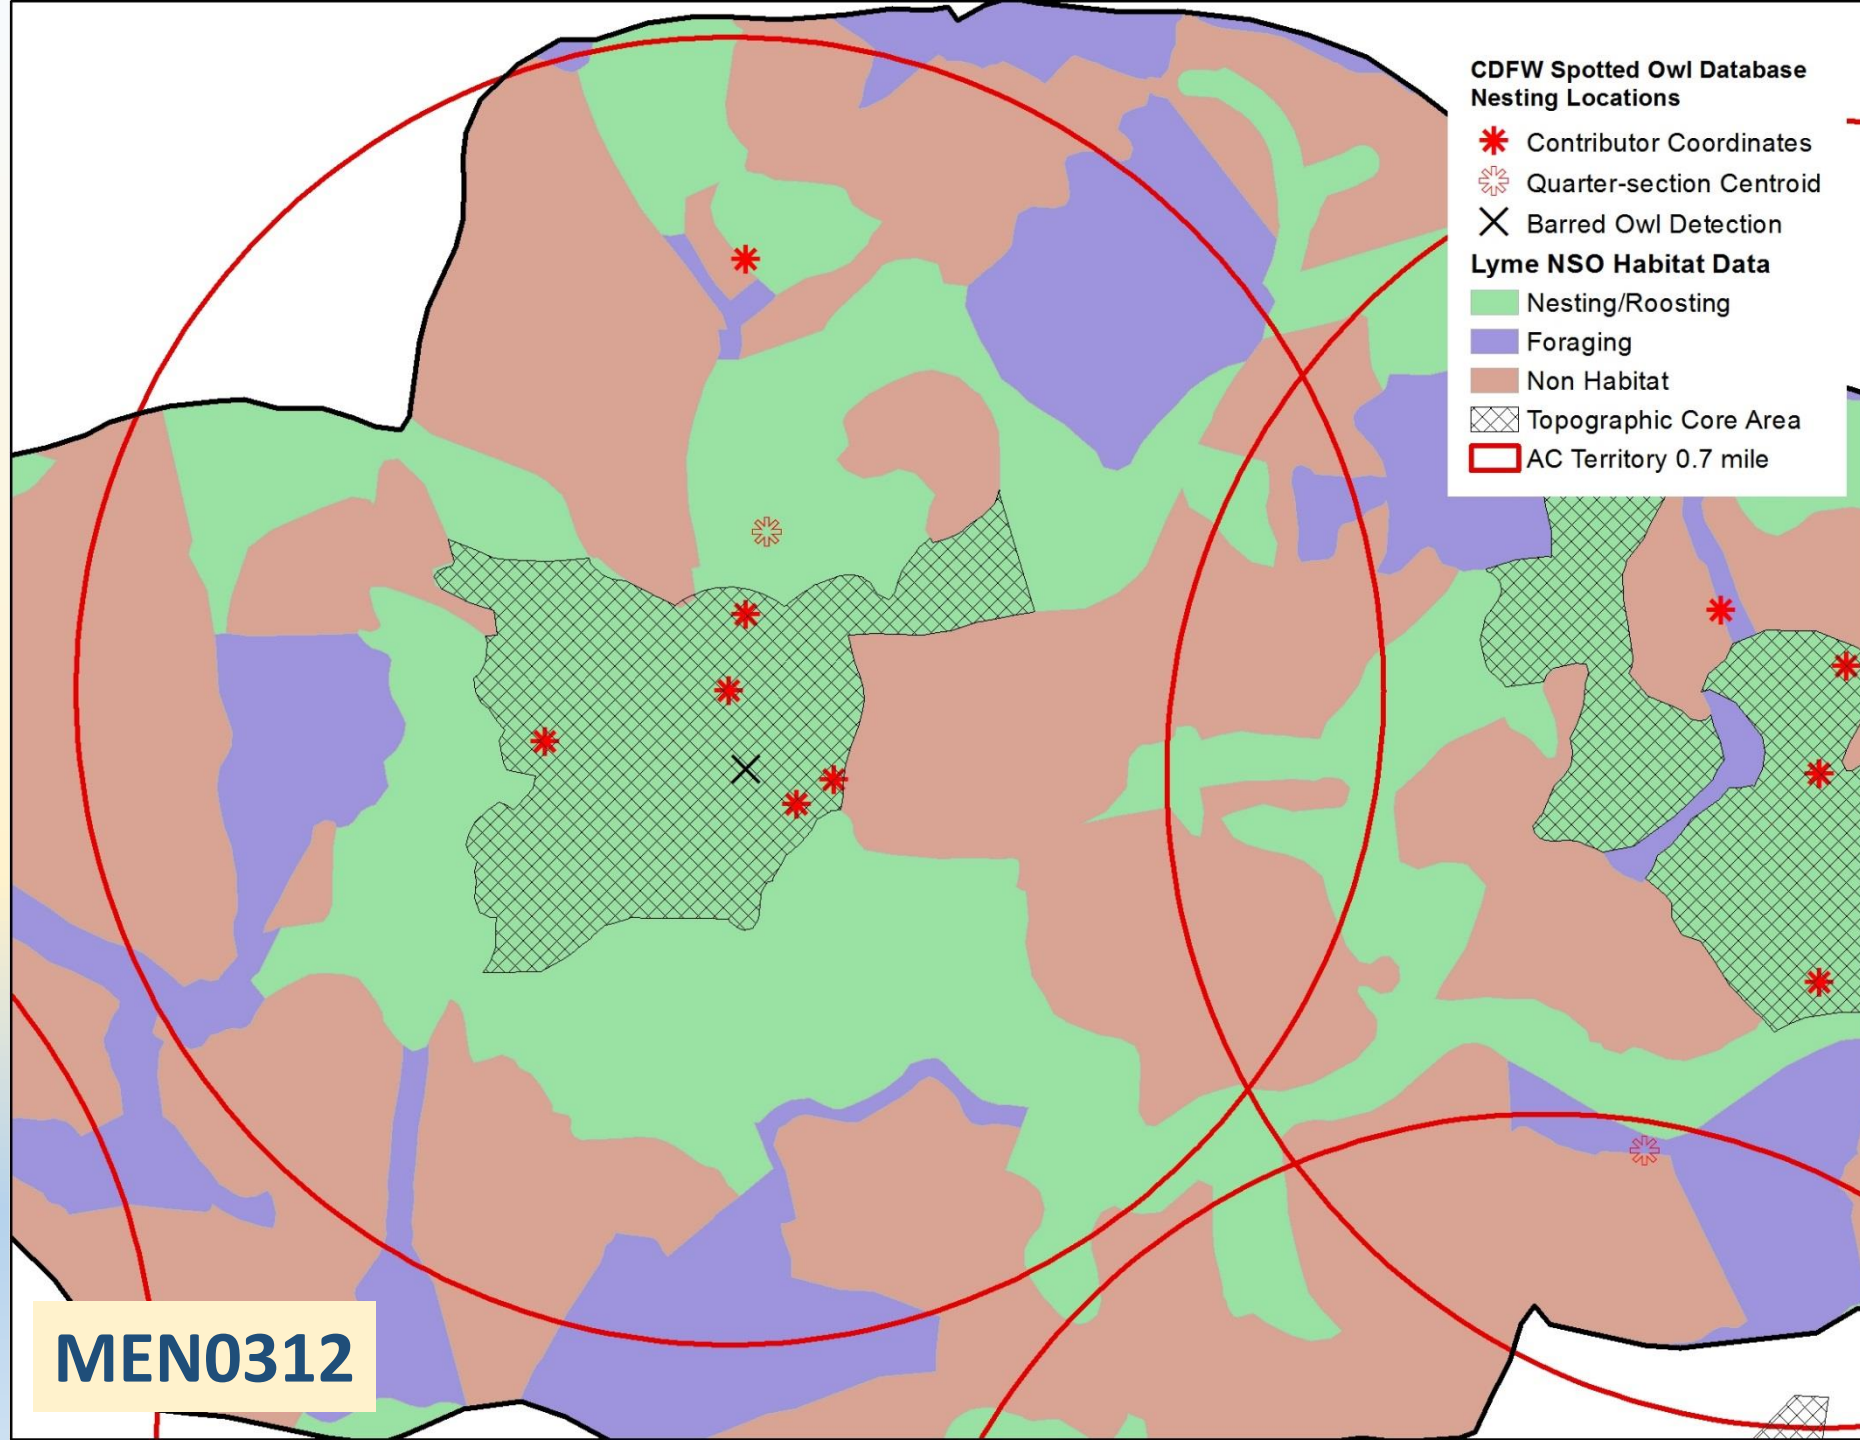 CDFW Spotted Owl Database
Nesting Locations
Contributor Coordinates
Quarter-section Centroid
Barred Owl Detection
Lyme NSO Habitat Data
Nesting/Roosting
Foraging
Non Habitat
Topographic Core Area
AC Territory 0.7 mile
MEN0312